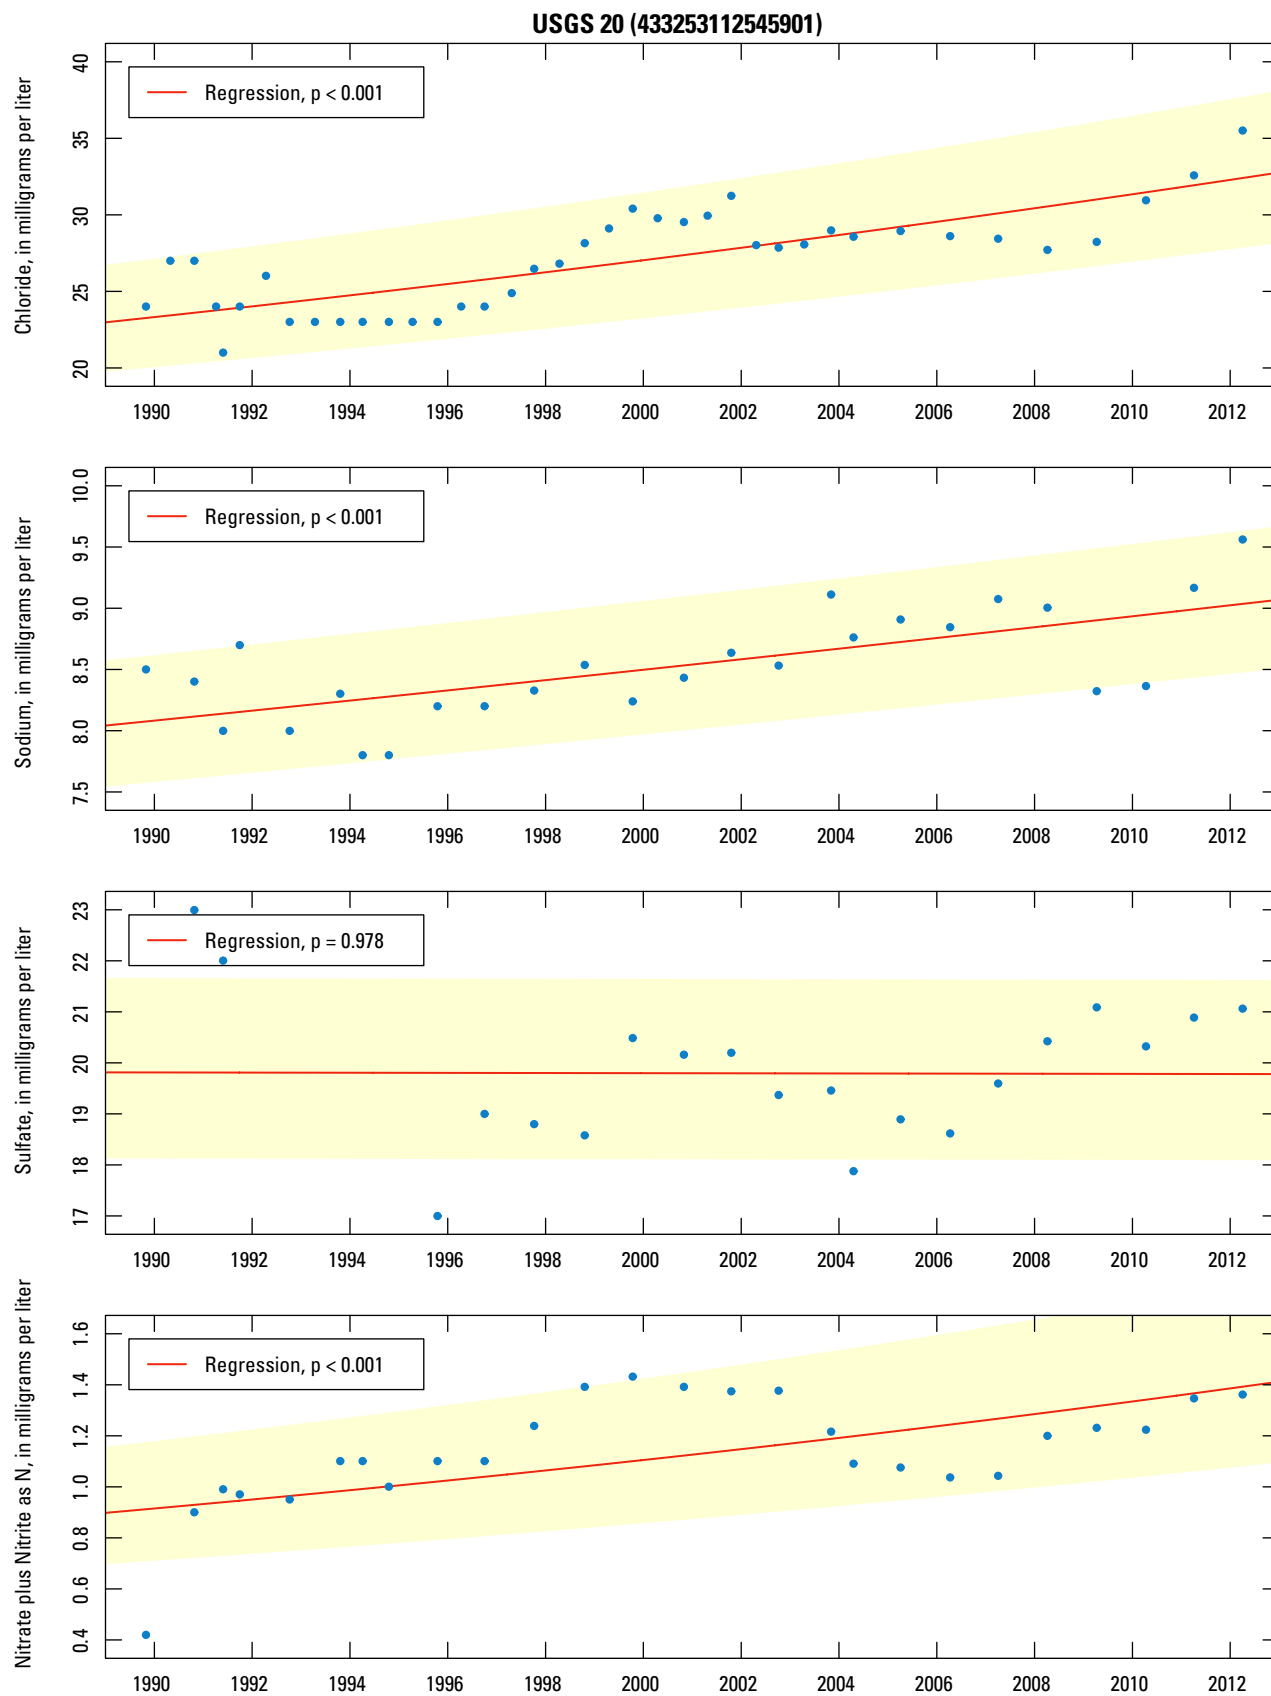 USGS 20 (433253112545901)
Chloride, in milligrams per liter
40
35
30
25
20
Regression, p < 0.001
1990 1992 1994 1996 1998 2000 2002 2004 2006 2008 2010 2012
Sodium, in milligrams per liter
10.0
9.5
9.0
8.5
8.0
7.5
Regression, p < 0.001
1990 1992 1994 1996 1998 2000 2002 2004 2006 2008 2010 2012
Sulfate, in milligrams per liter
23
22
21
20
19
18
17
Regression, p = 0.978
1990 1992 1994 1996 1998 2000 2002 2004 2006 2008 2010 2012
Nitrate plus Nitrite as N, in milligrams per liter
1.6
1.4
1.2
1.0
0.8
0.6
0.4
Regression, p < 0.001
1990 1992 1994 1996 1998 2000 2002 2004 2006 2008 2010 2012